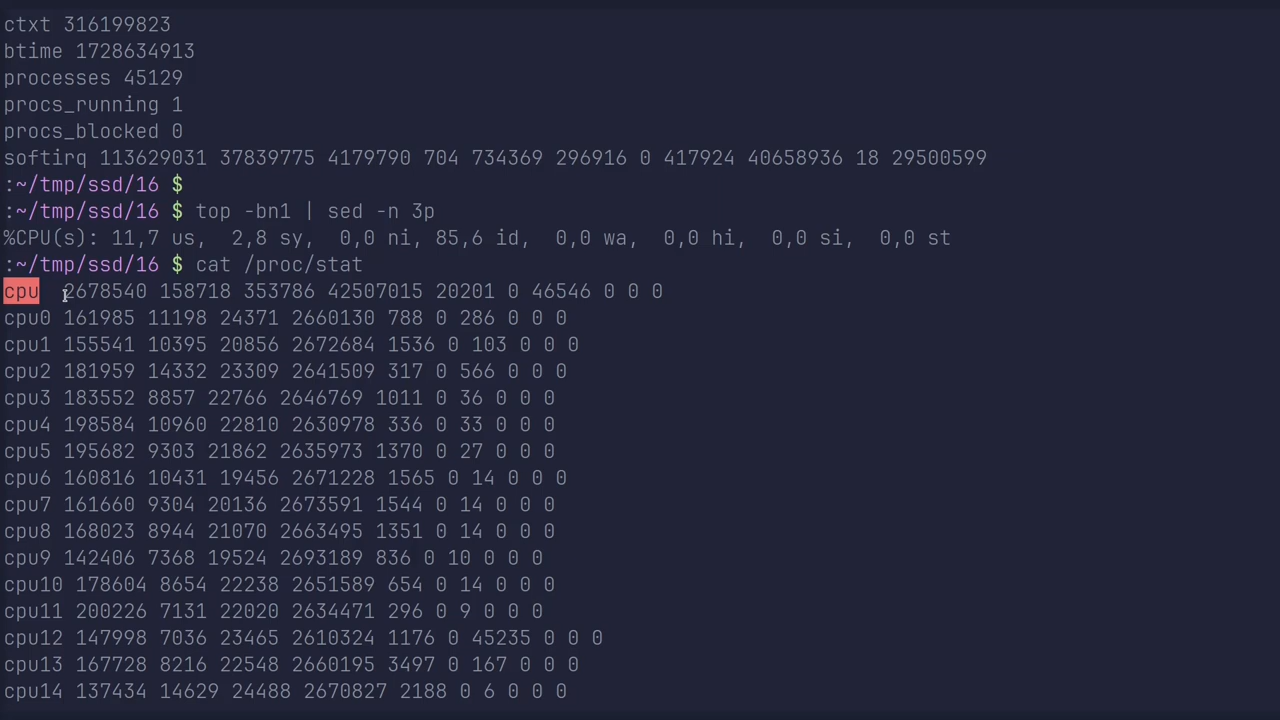 ctxt 316199823
btime 1728634913
processes 45129
procs_running 1
procs_blocked 0
softirq 113629031 37839775 4179790 704 734369 296916 0 417924 40658936 18 29500599
:~/tmp/ssd/16 $
:~/tmp/ssd/16 $ top -bn1 | sed -n 3p
%CPU(s): 11,7 us,  2,8 sy,  0,0 ni, 85,6 id,  0,0 wa,  0,0 hi,  0,0 si,  0,0 st
:~/tmp/ssd/16 $ cat /proc/stat
cpu  2678540 158718 353786 42507015 20201 0 46546 0 0 0
cpu0 161985 11198 24371 2660130 788 0 286 0 0 0
cpu1 155541 10395 20856 2672684 1536 0 103 0 0 0
cpu2 181959 14332 23309 2641509 317 0 566 0 0 0
cpu3 183552 8857 22766 2646769 1011 0 36 0 0 0
cpu4 198584 10960 22810 2630978 336 0 33 0 0 0
cpu5 195682 9303 21862 2635973 1370 0 27 0 0 0
cpu6 160816 10431 19456 2671228 1565 0 14 0 0 0
cpu7 161660 9304 20136 2673591 1544 0 14 0 0 0
cpu8 168023 8944 21070 2663495 1351 0 14 0 0 0
cpu9 142406 7368 19524 2693189 836 0 10 0 0 0
cpu10 178604 8654 22238 2651589 654 0 14 0 0 0
cpu11 200226 7131 22020 2634471 296 0 9 0 0 0
cpu12 147998 7036 23465 2610324 1176 0 45235 0 0 0
cpu13 167728 8216 22548 2660195 3497 0 167 0 0 0
cpu14 137434 14629 24488 2670827 2188 0 6 0 0 0